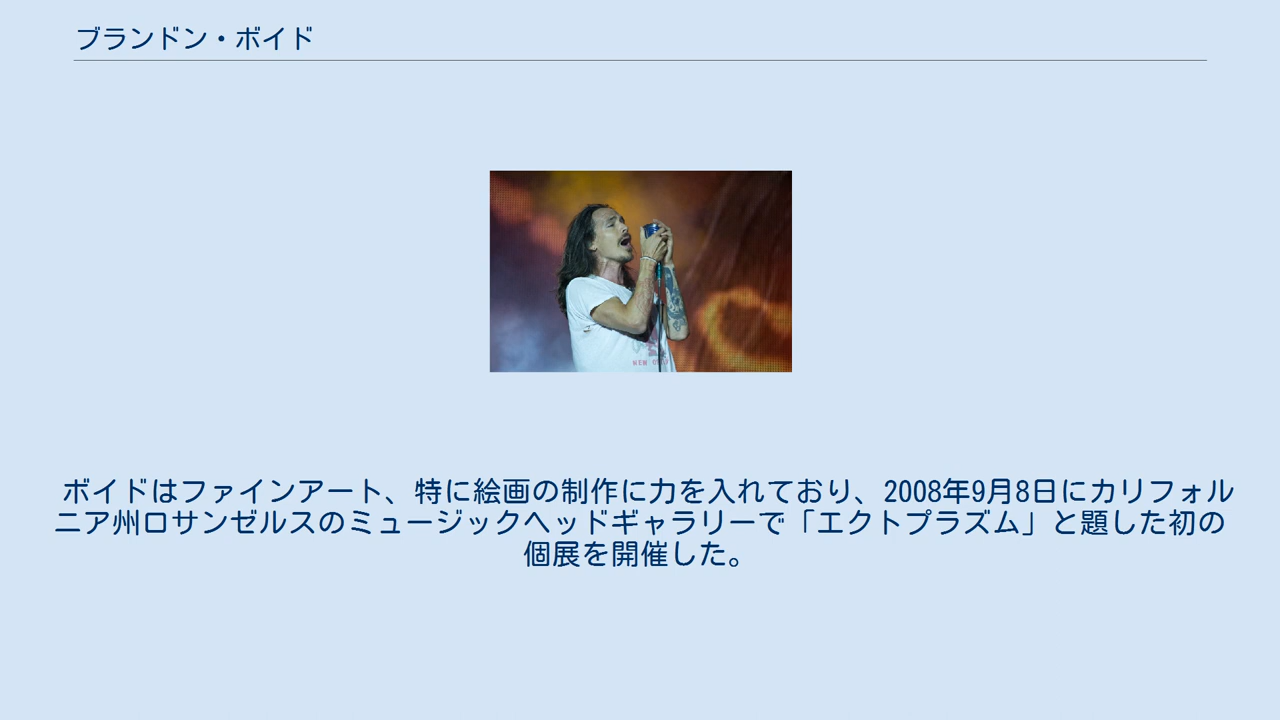 ブランドン・ボイド
ボイドはファインアート、特に絵画の制作に力を入れており、2008年9月8日にカリフォル
ニア州ロサンゼルスのミュージックヘッドギャラリーで「エクトプラズム」と題した初の
個展を開催した。